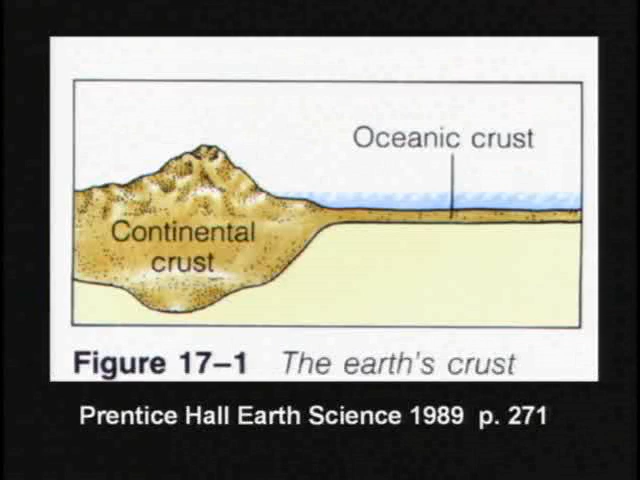 Oceanic crust
Continental
crust
Figure 17–1 The earth's crust
Prentice Hall Earth Science 1989 p. 271